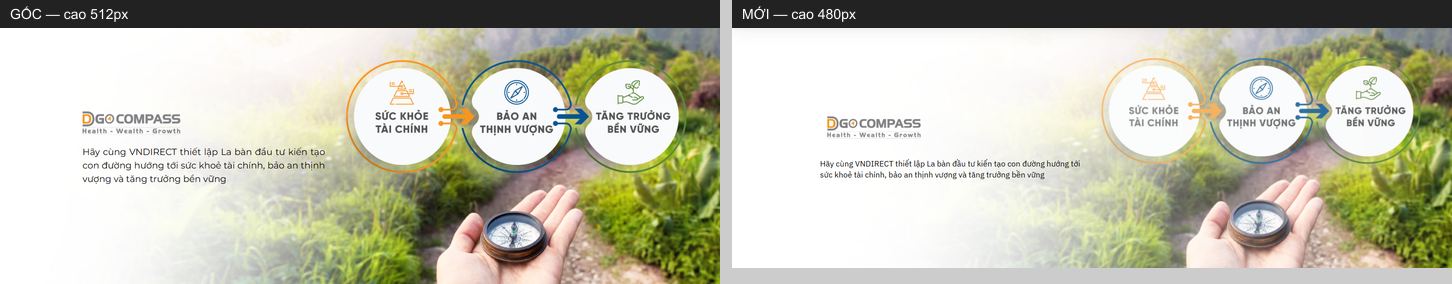 GỐC — cao 512px
DGO COMPASS
Health - Wealth - Growth
Hãy cùng VNDIRECT thiết lập La bàn đầu tư kiến tạo
con đường hướng tới sức khoẻ tài chính, bảo an thịnh
vượng và tăng trưởng bền vững
SỨC KHỎE
TÀI CHÍNH
BẢO AN
THỊNH VƯỢNG
TĂNG TRƯỞNG
BỀN VỮNG
MỚI — cao 480px
DGO COMPASS
Health - Wealth - Growth
Hãy cùng VNDIRECT thiết lập La bàn đầu tư kiến tạo con đường hướng tới
sức khoẻ tài chính, bảo an thịnh vượng và tăng trưởng bền vững
SỨC KHỎE
TÀI CHÍNH
BẢO AN
THỊNH VƯỢNG
TĂNG TRƯỞNG
BỀN VỮNG